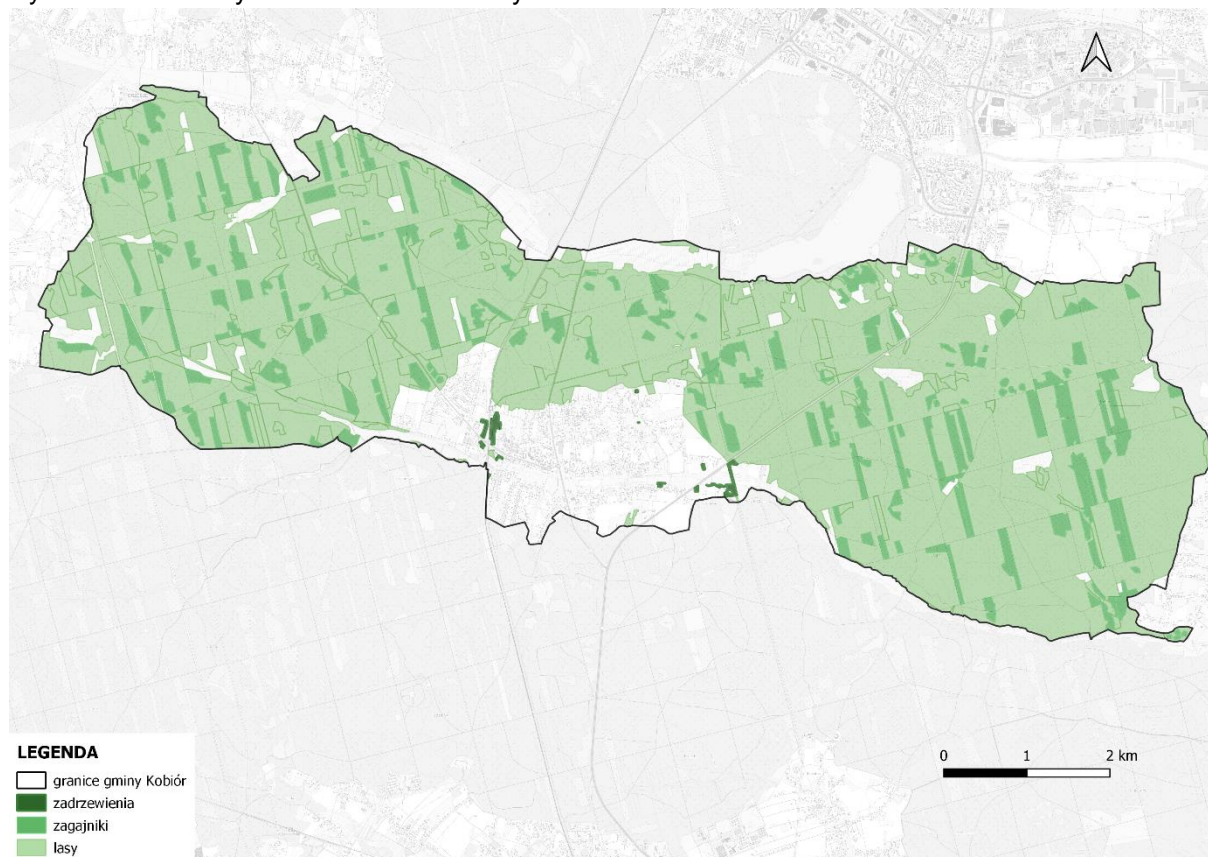 0 1 2 km
LEGENDA
granice gminy Kobiór
zadrzewienia
zagajniki
lasy